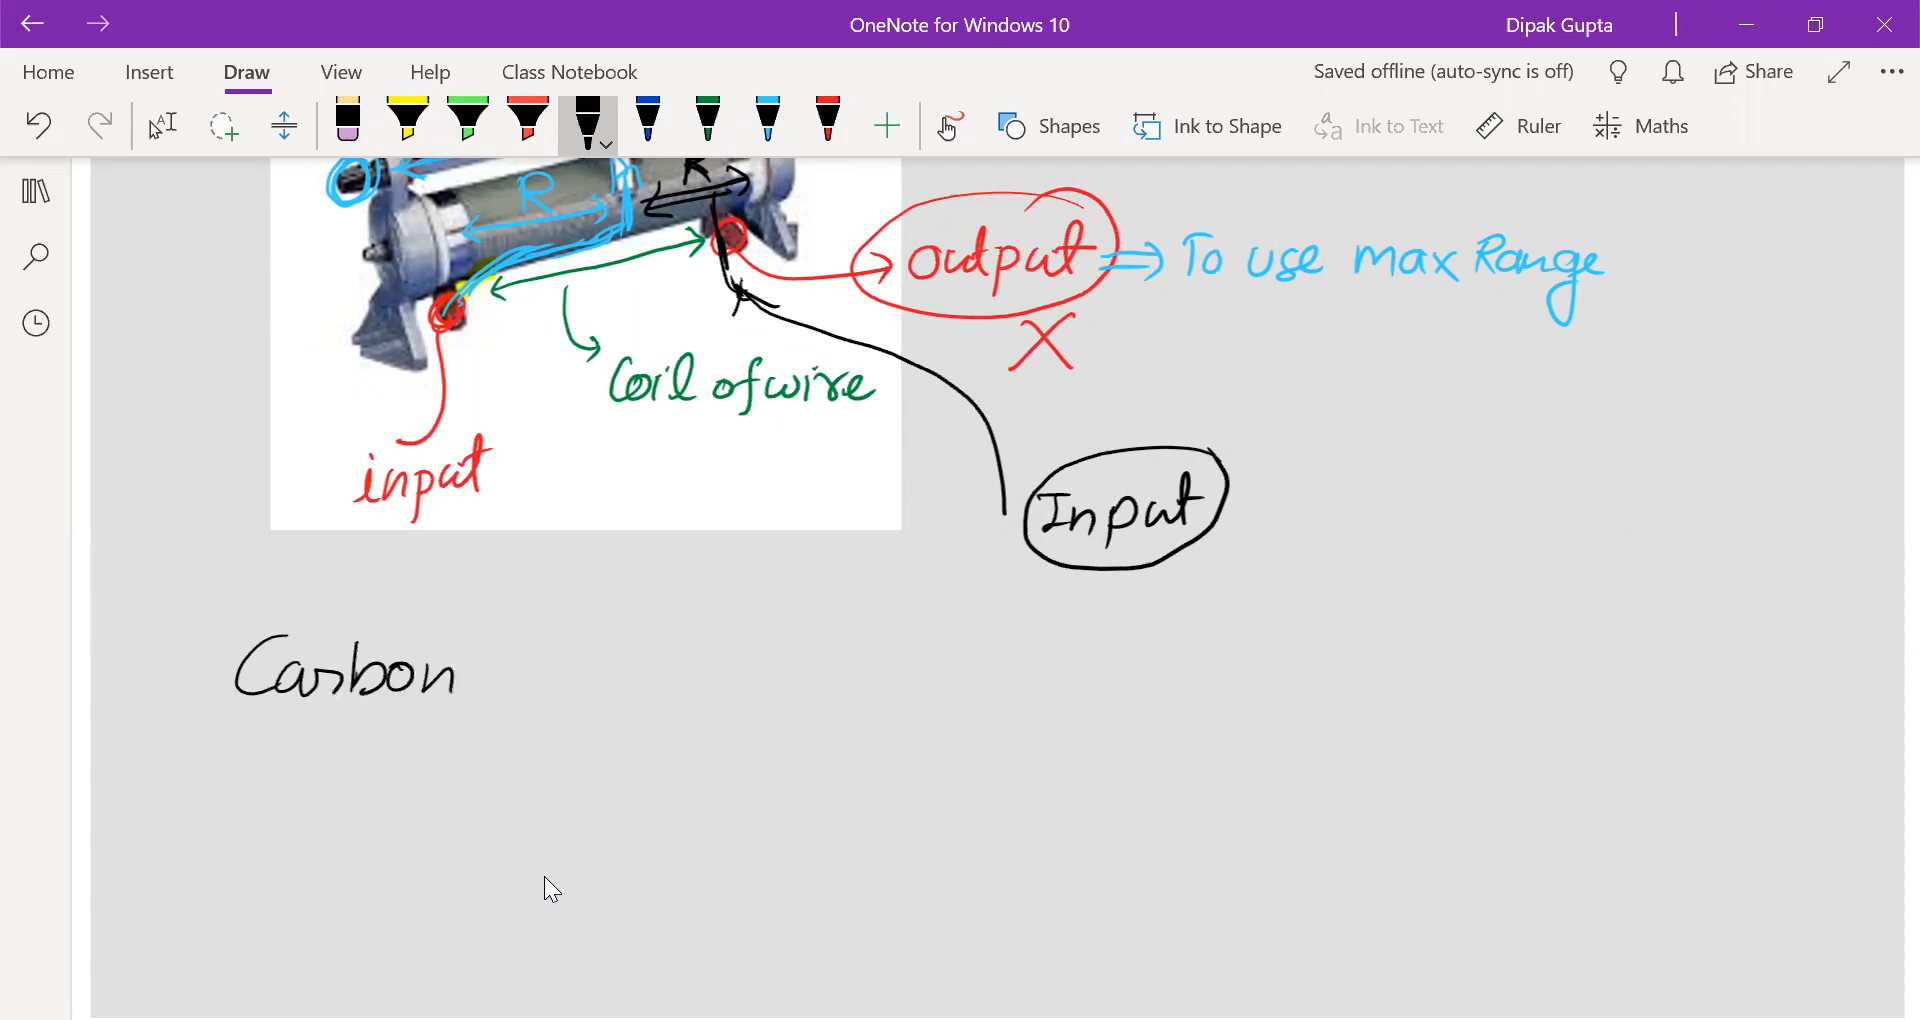 OneNote for Windows 10
Dipak Gupta
Home Insert Draw View Help Class Notebook
Saved offline (auto-sync is off) Share
Shapes Ink to Shape Ink to Text Ruler Maths
R
R
output ⇒ To use max Range
X
Coil of wire
input
Input
Carbon